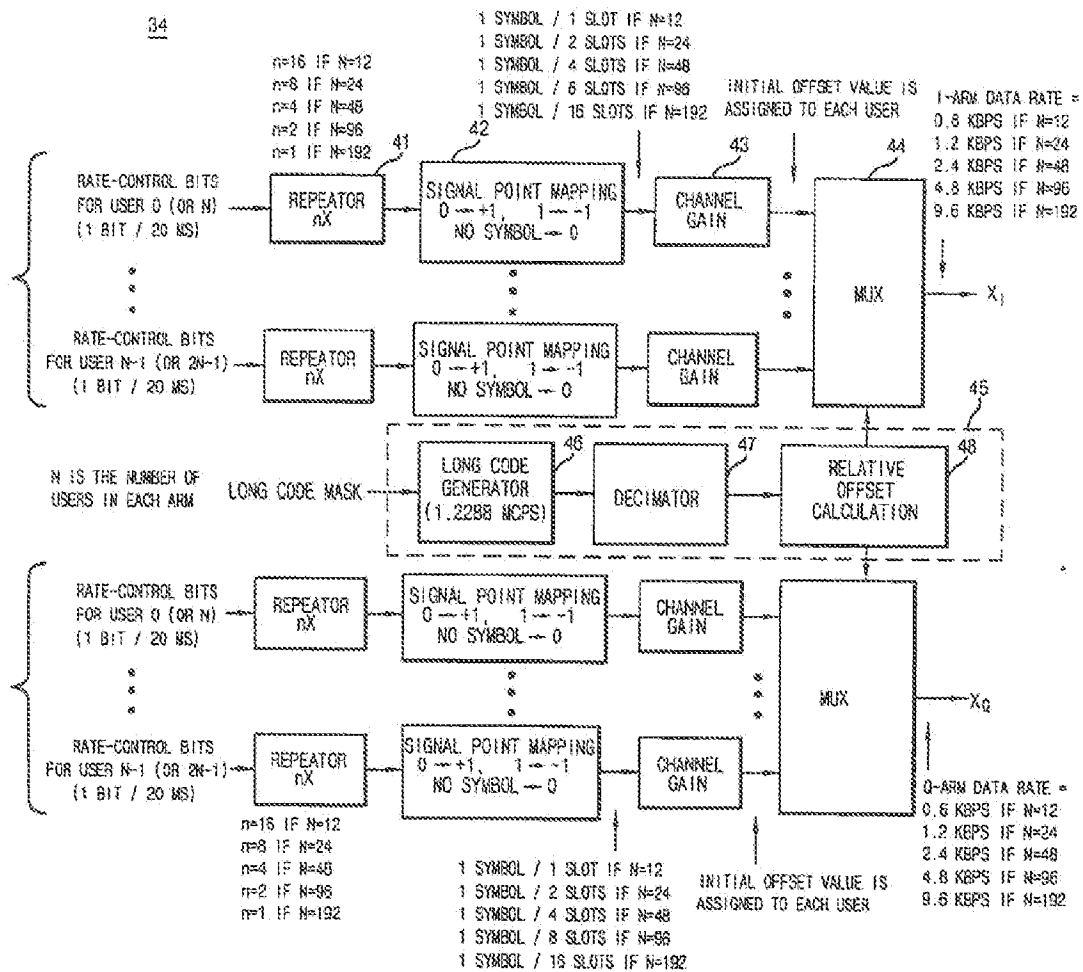 34
1 SYMBOL / 1 SLOT IF N=12
1 SYMBOL / 2 SLOTS IF N=24
1 SYMBOL / 4 SLOTS IF N=48
1 SYMBOL / 8 SLOTS IF N=96
1 SYMBOL / 16 SLOTS IF N=192
n=16 IF N=12
n=8 IF N=24
n=4 IF N=48
n=2 IF N=96
n=1 IF N=192
INITIAL OFFSET VALUE IS
ASSIGNED TO EACH USER
I-ARM DATA RATE =
0.6 KBPS IF N=12
1.2 KBPS IF N=24
2.4 KBPS IF N=48
4.8 KBPS IF N=96
9.6 KBPS IF N=192
41
42
43
44
RATE-CONTROL BITS
FOR USER 0 (OR N)
(1 BIT / 20 MS)
REPEATOR
nX
SIGNAL POINT MAPPING
0→+1, 1→-1
NO SYMBOL→0
CHANNEL
GAIN
MUX
XI
RATE-CONTROL BITS
FOR USER N-1 (OR 2N-1)
(1 BIT / 20 MS)
REPEATOR
nX
SIGNAL POINT MAPPING
0→+1, 1→-1
NO SYMBOL→0
CHANNEL
GAIN
45
N IS THE NUMBER OF
USERS IN EACH ARM
LONG CODE MASK
LONG CODE
GENERATOR
(1.2288 MCPS)
46
DECIMATOR
47
RELATIVE
OFFSET
CALCULATION
48
RATE-CONTROL BITS
FOR USER 0 (OR N)
(1 BIT / 20 MS)
REPEATOR
nX
SIGNAL POINT MAPPING
0→+1, 1→-1
NO SYMBOL→0
CHANNEL
GAIN
MUX
XQ
RATE-CONTROL BITS
FOR USER N-1 (OR 2N-1)
(1 BIT / 20 MS)
REPEATOR
nX
SIGNAL POINT MAPPING
0→+1, 1→-1
NO SYMBOL→0
CHANNEL
GAIN
n=16 IF N=12
n=8 IF N=24
n=4 IF N=48
n=2 IF N=96
n=1 IF N=192
1 SYMBOL / 1 SLOT IF N=12
1 SYMBOL / 2 SLOTS IF N=24
1 SYMBOL / 4 SLOTS IF N=48
1 SYMBOL / 8 SLOTS IF N=96
1 SYMBOL / 16 SLOTS IF N=192
INITIAL OFFSET VALUE IS
ASSIGNED TO EACH USER
Q-ARM DATA RATE =
0.6 KBPS IF N=12
1.2 KBPS IF N=24
2.4 KBPS IF N=48
4.8 KBPS IF N=96
9.6 KBPS IF N=192